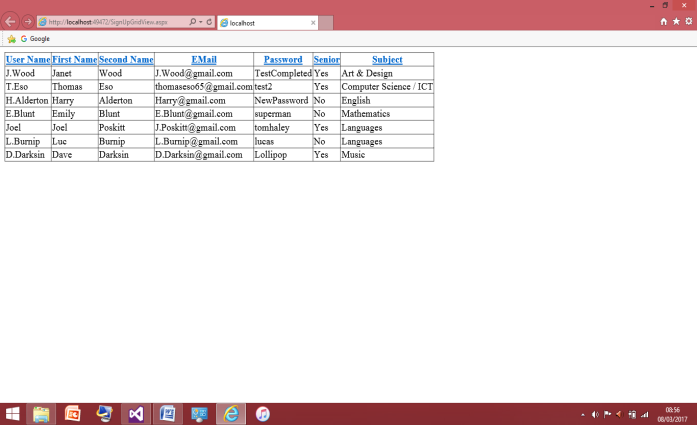 http://localhost:49472/SignUpGridView.aspx
localhost
Google
User Name First Name Second Name EMail Password Senior Subject
J.Wood Janet Wood J.Wood@gmail.com TestCompleted Yes Art & Design
T.Eso Thomas Eso thomaseso65@gmail.com test2 Yes Computer Science / ICT
H.Alderton Harry Alderton Harry@gmail.com NewPassword No English
E.Blunt Emily Blunt E.Blunt@gmail.com superman No Mathematics
Joel Joel Poskitt J.Poskitt@gmail.com tomhaley Yes Languages
L.Burnip Luc Burnip L.Burnip@gmail.com lucas No Languages
D.Darksin Dave Darksin D.Darksin@gmail.com Lollipop Yes Music
08:56
08/03/2017